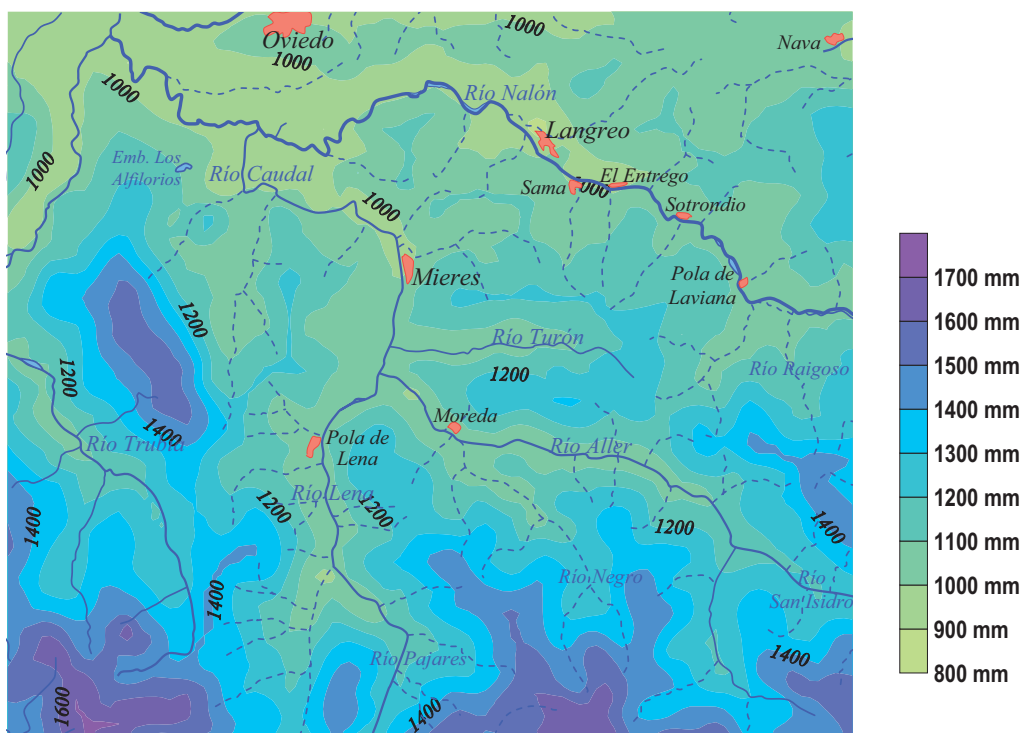 1000
Oviedo
1000
Nava
1000
Río Nalón
Langreo
Emb. Los
Alfilorios
Río Caudal
1000
Sama
El Entrego
1000
1000
Sotrondio
Mieres
Pola de
Laviana
1200
Río Turón
1200
1200
Río Raigoso
Moreda
1400
Río Trubia
Pola de
Lena
Río Aller
Río Lena
1200
1200
1400
1200
1400
Río Negro
1400
Río
San Isidro
Río Pajares
1400
1600
1400
1700 mm
1600 mm
1500 mm
1400 mm
1300 mm
1200 mm
1100 mm
1000 mm
900 mm
800 mm